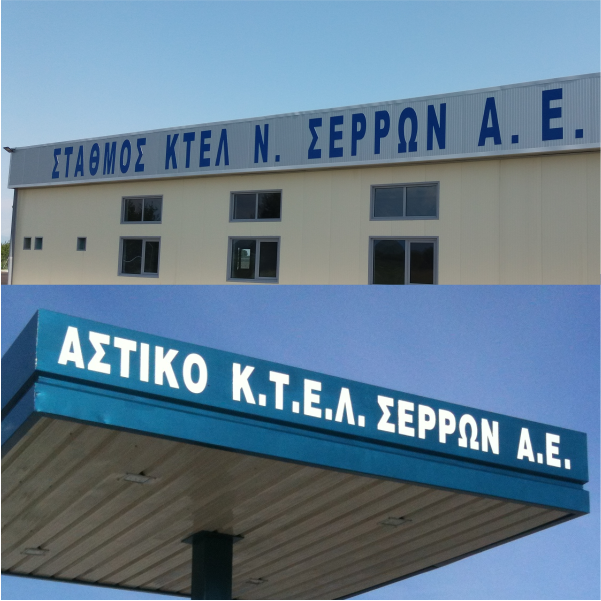 ΣΤΑΘΜΟΣ ΚΤΕΛ Ν. ΣΕΡΡΩΝ Α.Ε.
ΑΣΤΙΚΟ Κ.Τ.Ε.Λ. ΣΕΡΡΩΝ Α.Ε.